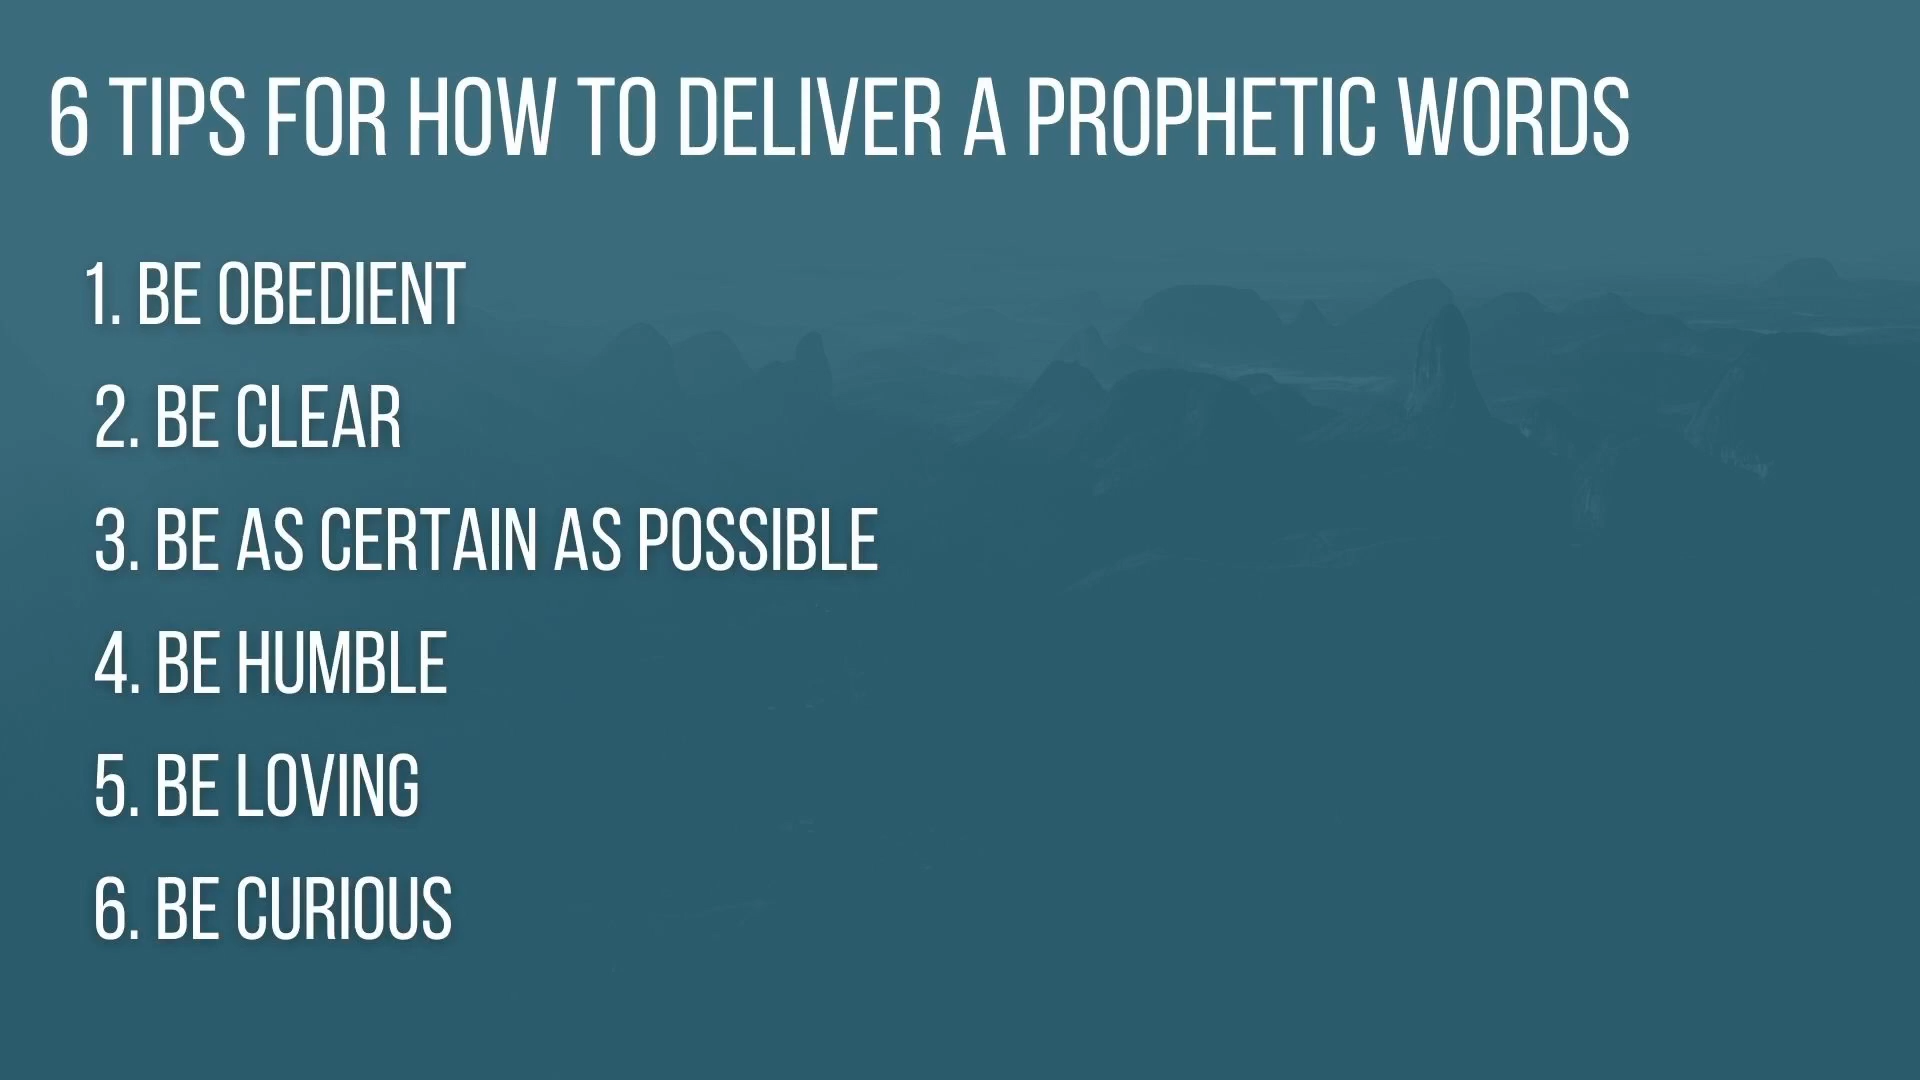 6 TIPS FOR HOW TO DELIVER A PROPHETIC WORDS
1. BE OBEDIENT
2. BE CLEAR
3. BE AS CERTAIN AS POSSIBLE
4. BE HUMBLE
5. BE LOVING
6. BE CURIOUS